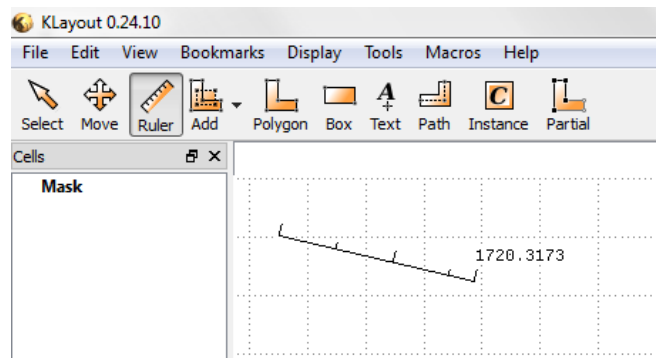 KLayout 0.24.10
File Edit View Bookmarks Display Tools Macros Help
Select Move Ruler Add Polygon Box A Text Path C Instance Partial
Cells
Mask
1720.3173